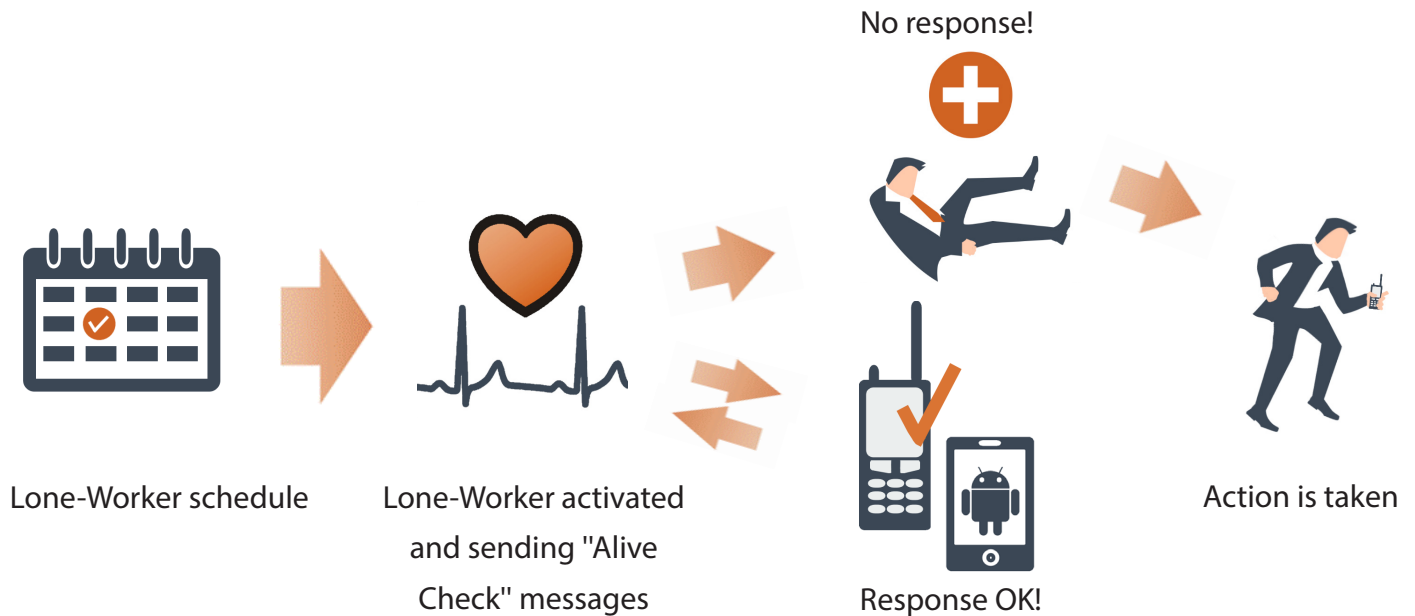 No response!
Lone-Worker schedule
Lone-Worker activated
and sending "Alive
Check" messages
Response OK!
Action is taken